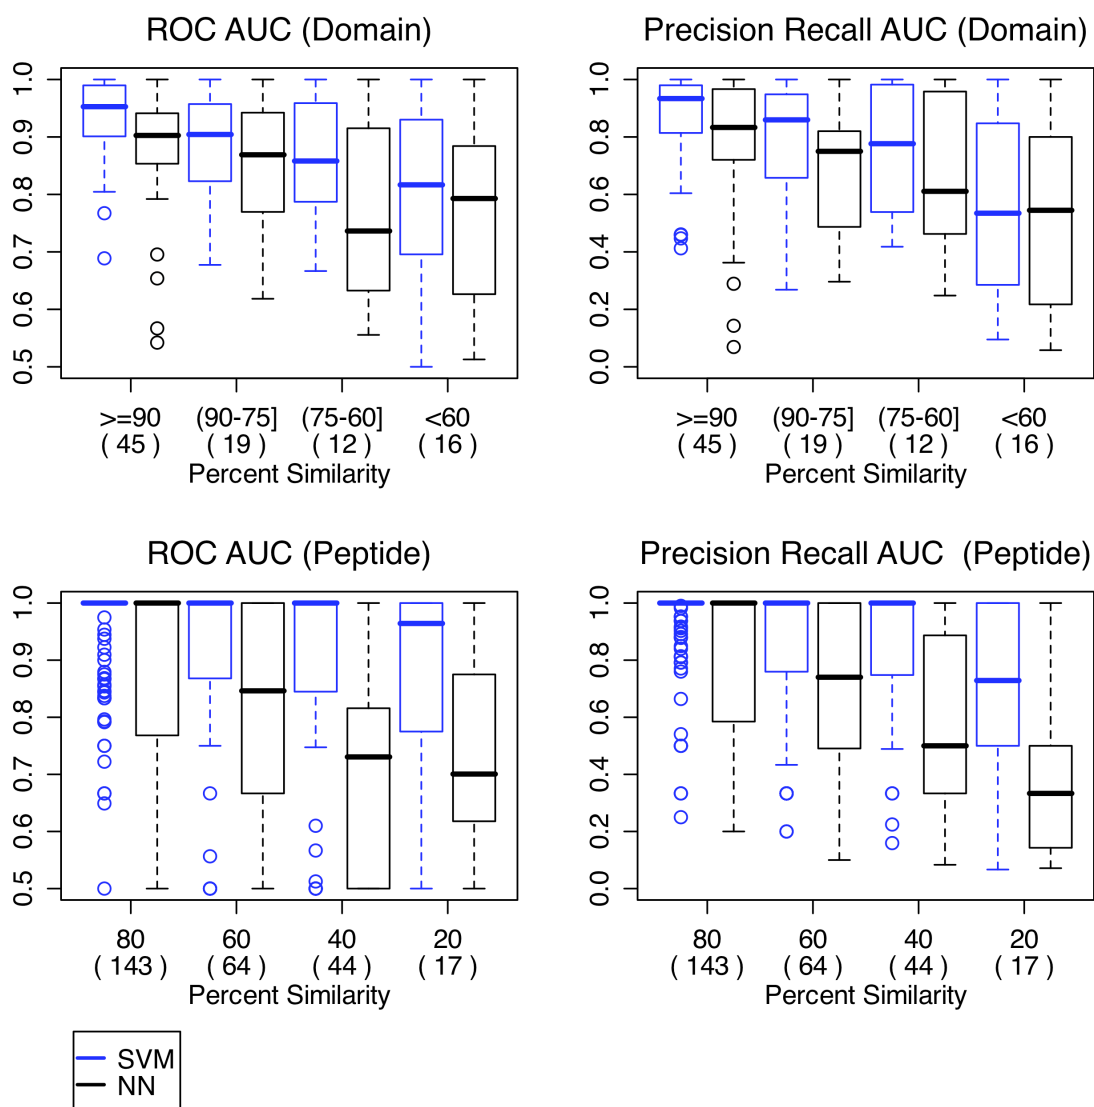 ROC AUC (Domain)
1.0
0.9
0.8
0.7
0.6
0.5
>=90 (90-75] (75-60] <60
( 45 ) ( 19 ) ( 12 ) ( 16 )
Percent Similarity
Precision Recall AUC (Domain)
1.0
0.8
0.6
0.4
0.2
0.0
>=90 (90-75] (75-60] <60
( 45 ) ( 19 ) ( 12 ) ( 16 )
Percent Similarity
ROC AUC (Peptide)
1.0
0.9
0.8
0.7
0.6
0.5
80 60 40 20
( 143 ) ( 64 ) ( 44 ) ( 17 )
Percent Similarity
Precision Recall AUC (Peptide)
1.0
0.8
0.6
0.4
0.2
0.0
80 60 40 20
( 143 ) ( 64 ) ( 44 ) ( 17 )
Percent Similarity
SVM
NN